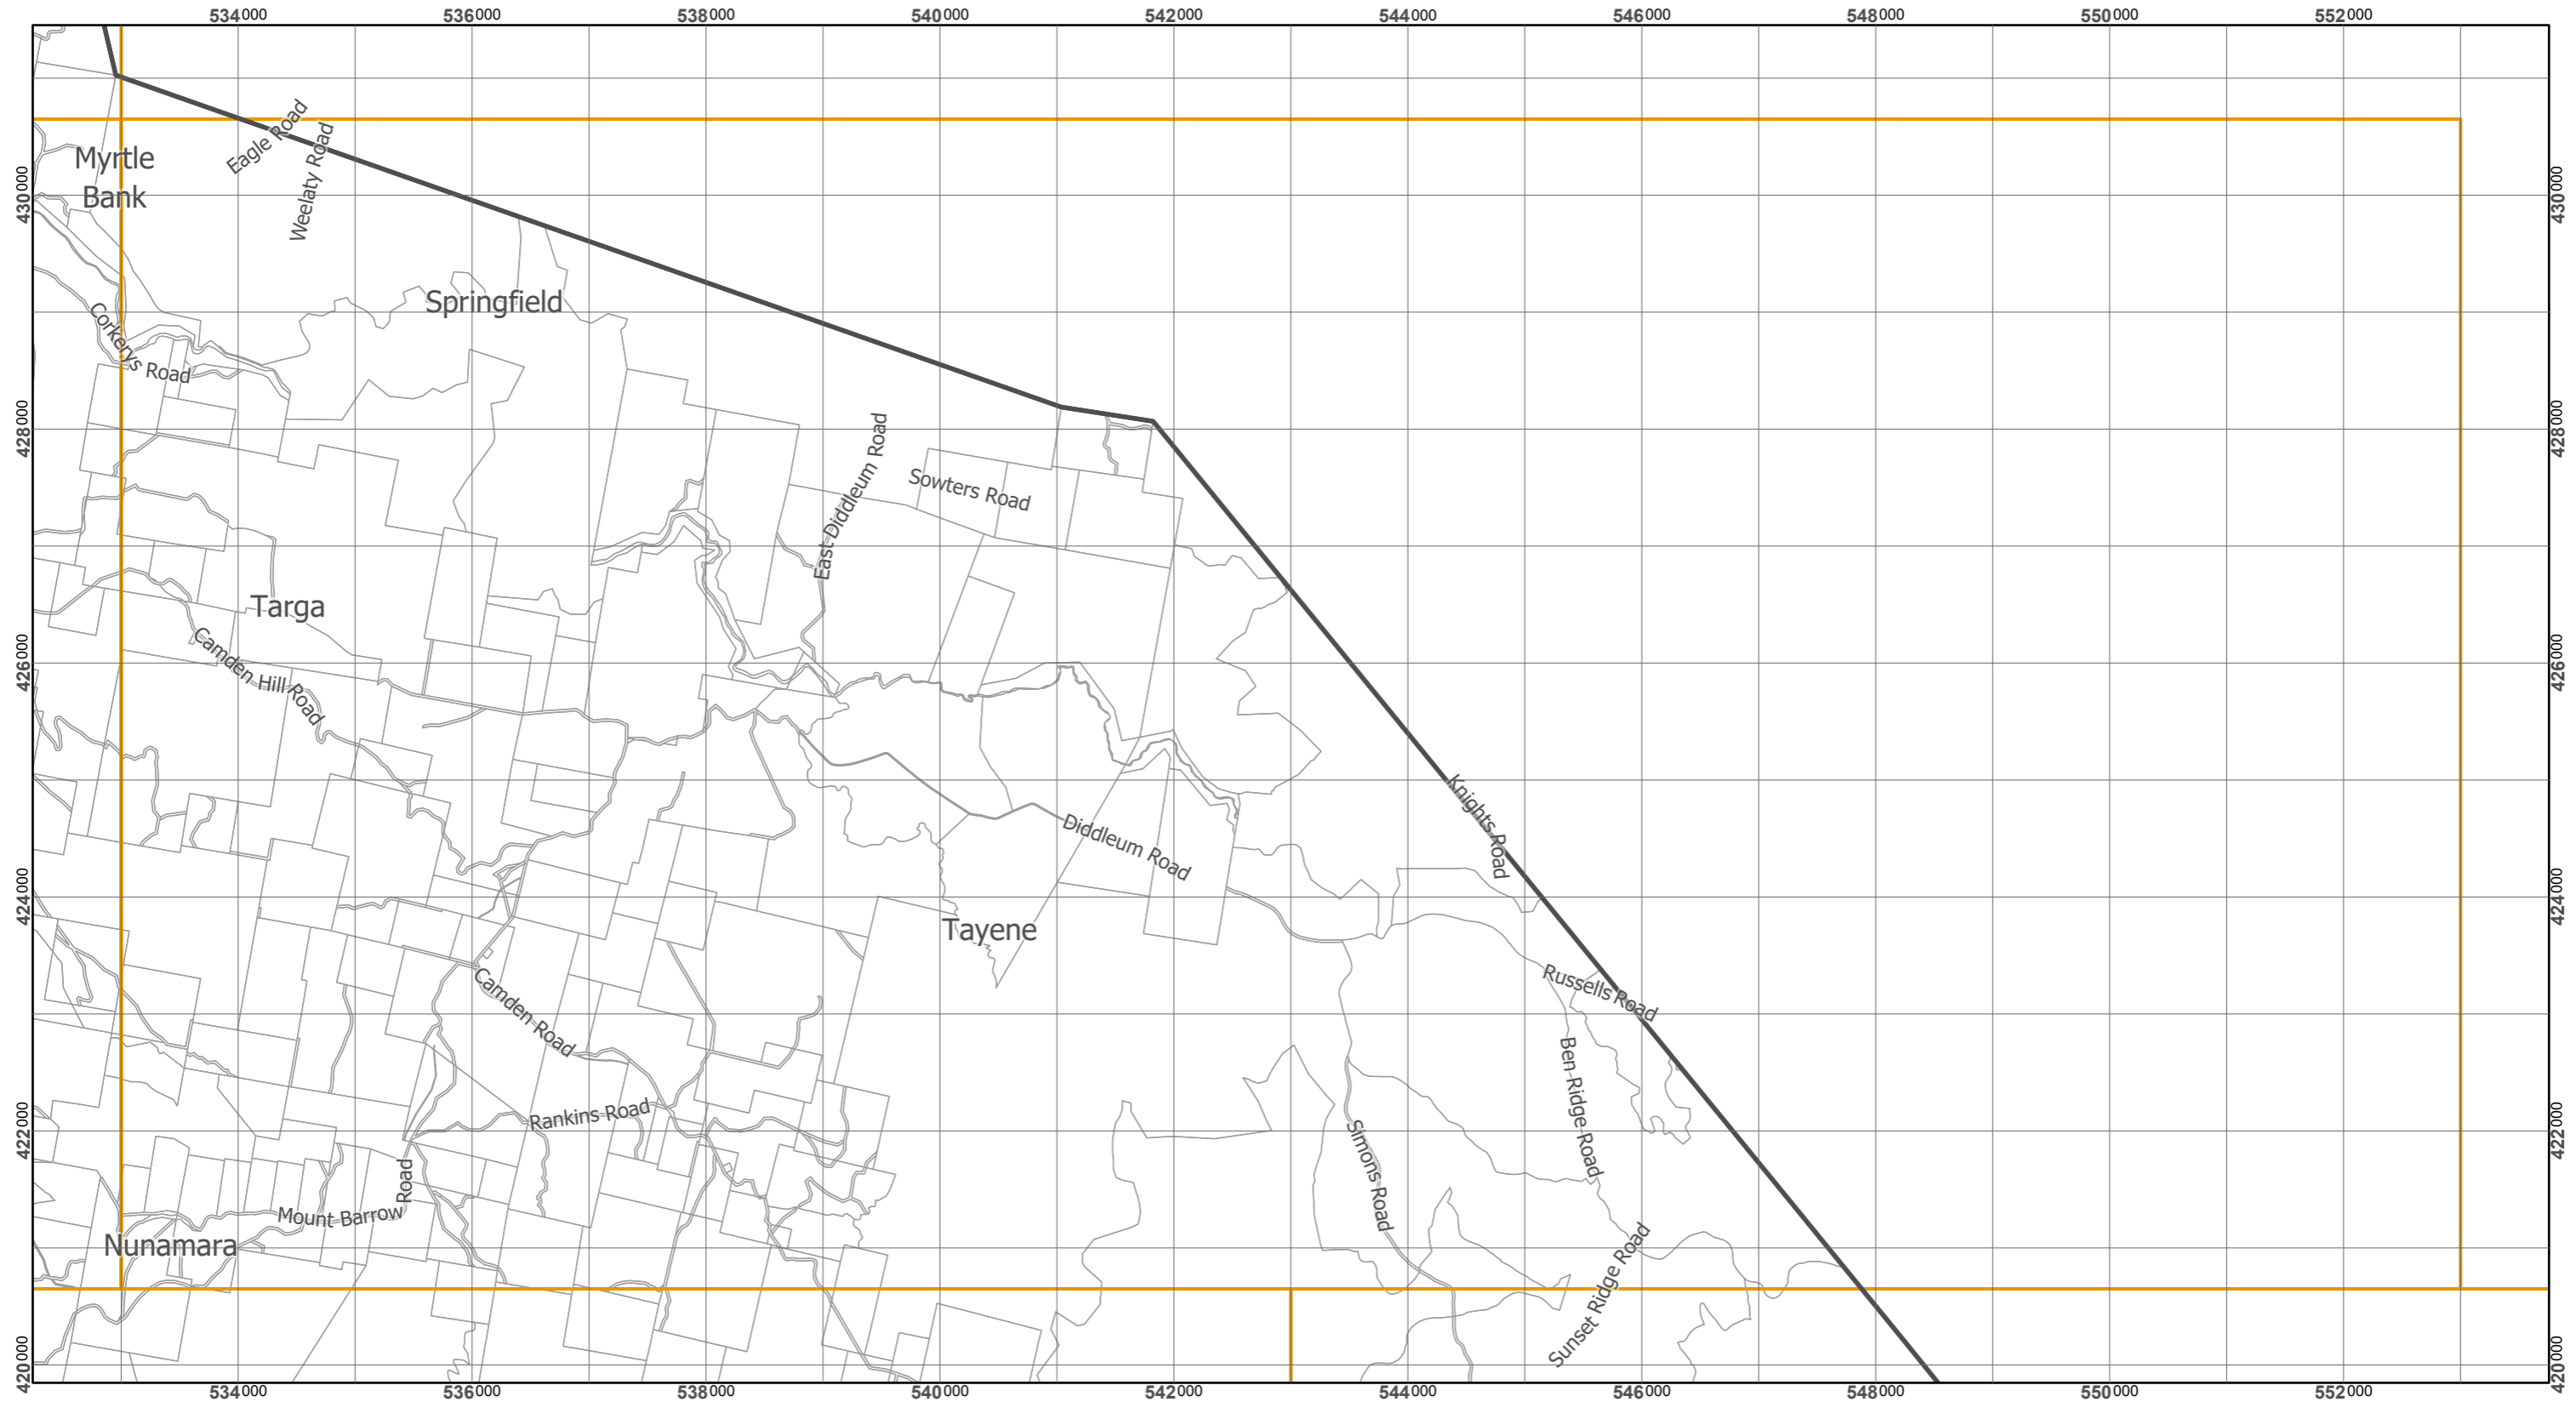 534000 536000 538000 540000 542000 544000 546000 548000 550000 552000
Eagle Road
Weelaty Road
Myrtle
Bank
430000 430000
Springfield
Corkerys Road
428000 428000
East Diddleum Road
Sowters Road
Targa
Camden Hill Road
426000 426000
Knights Road
Diddleum Road
424000 424000
Tayene
Camden Road
Russells Road
Ben Ridge Road
Rankins Road
422000 422000
Simons Road
Mount Barrow Road
Nunamara
Sunset Ridge Road
420000 420000
534000 536000 538000 540000 542000 544000 546000 548000 550000 552000